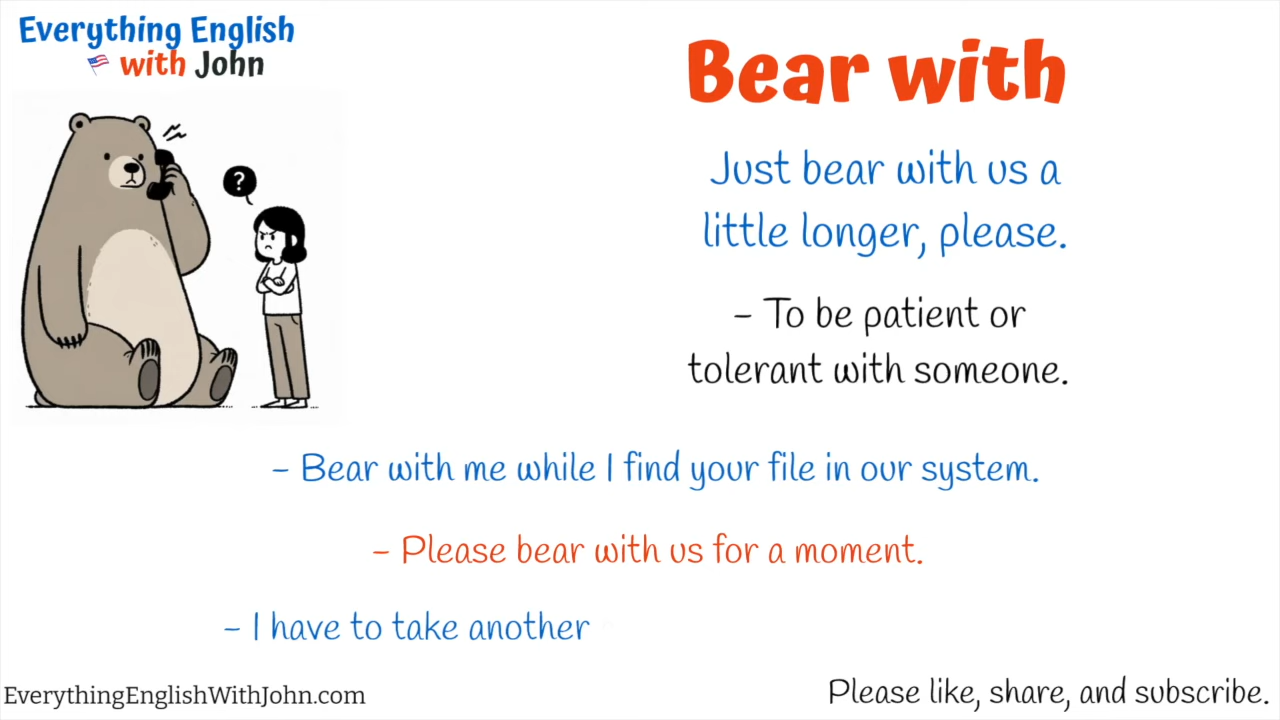 Everything English
with John
Bear with
Just bear with us a
little longer, please.
- To be patient or
tolerant with someone.
?
- Bear with me while I find your file in our system.
- Please bear with us for a moment.
- I have to take another
EverythingEnglishWithJohn.com
Please like, share, and subscribe.